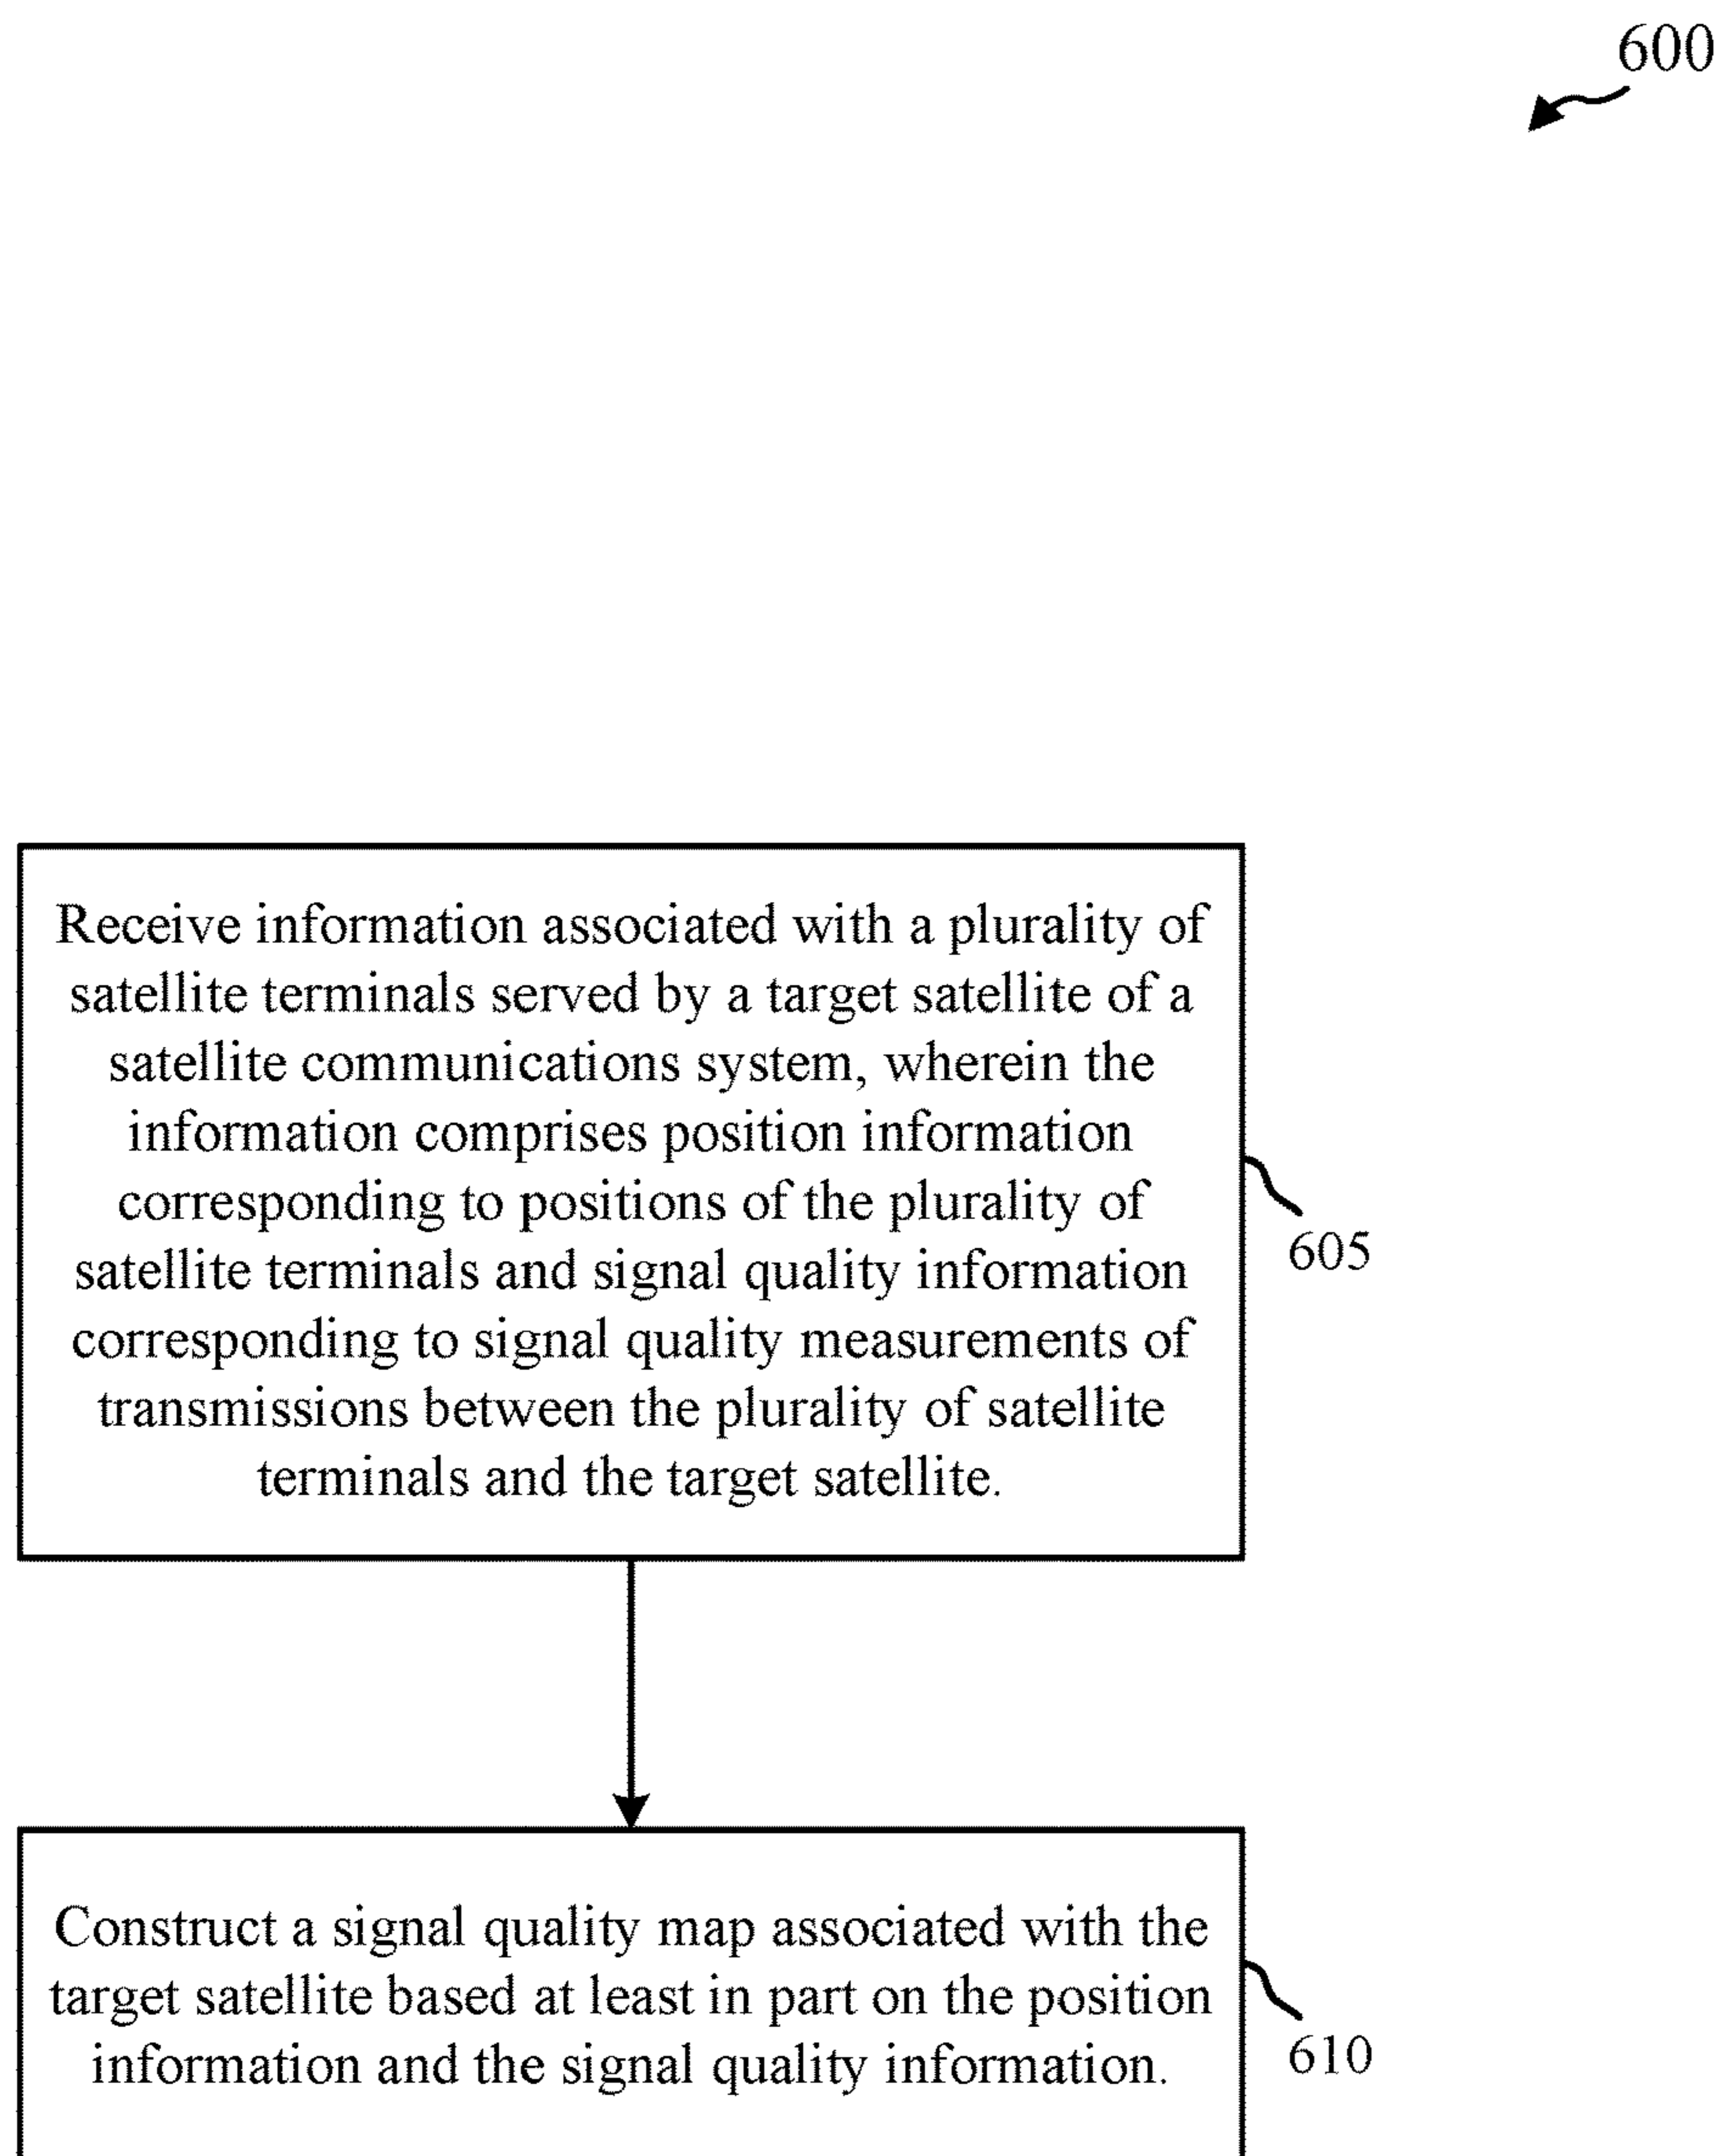 600
Receive information associated with a plurality of
satellite terminals served by a target satellite of a
satellite communications system, wherein the
information comprises position information
corresponding to positions of the plurality of
satellite terminals and signal quality information
corresponding to signal quality measurements of
transmissions between the plurality of satellite
terminals and the target satellite.
605
Construct a signal quality map associated with the
target satellite based at least in part on the position
information and the signal quality information.
610